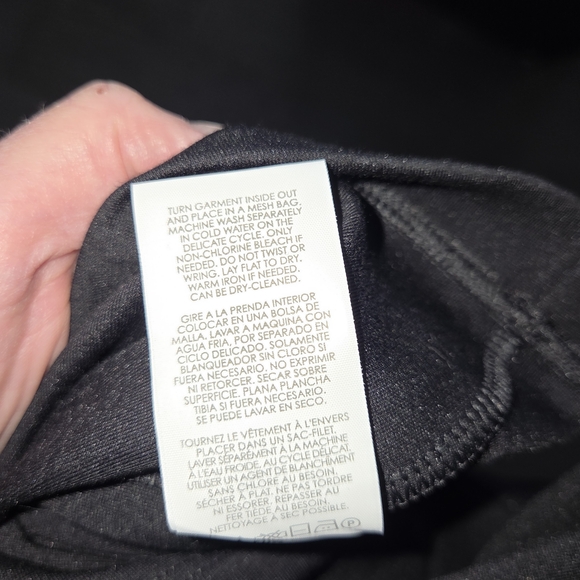 TURN GARMENT INSIDE OUT
AND PLACE IN A MESH BAG.
MACHINE WASH SEPARATELY
IN COLD WATER ON THE
DELICATE CYCLE. ONLY
NON-CHLORINE BLEACH IF
NEEDED. DO NOT TWIST OR
WRING. LAY FLAT TO DRY.
WARM IRON IF NEEDED.
CAN BE DRY-CLEANED.
GIRE A LA PRENDA INTERIOR
COLOCAR EN UNA BOLSA DE
MALLA. LAVAR A MAQUINA CON
AGUA FRIA, POR SEPARADO EN
CICLO DELICADO. SOLAMENTE
BLANQUEADOR SIN CLORO SI
FUERA NECESARIO. NO EXPRIMIR
NI RETORCER. SECAR SOBRE
SUPERFICIE. PLANA PLANCHA
TIBIA SI FUERA NECESARIO.
SE PUEDE LAVAR EN SECO.
TOURNEZ LE VÊTEMENT À L'ENVERS
PLACER DANS UN SAC-FILET.
LAVER SÉPARÉMENT À LA MACHINE
À L'EAU FROIDE, AU CYCLE DÉLICAT.
UTILISER UN AGENT DE BLANCHIMENT
SANS CHLORE AU BESOIN.
SÉCHER À PLAT. NE PAS TORDRE
NI ESSORER. REPASSER AU
FER TIÈDE AU BESOIN.
NETTOYAGE À SEC POSSIBLE.